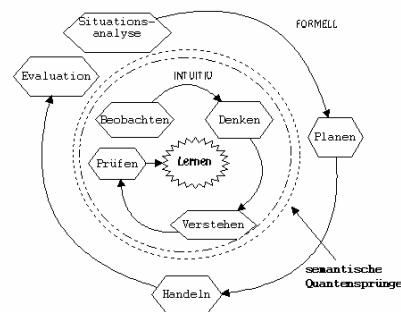 Situations-
analyse
FORMELL
Evaluation
INTUITIV
Beobachten
Denken
Planen
Prüfen
Lernen
Verstehen
semantische
Quantensprünge
Handeln